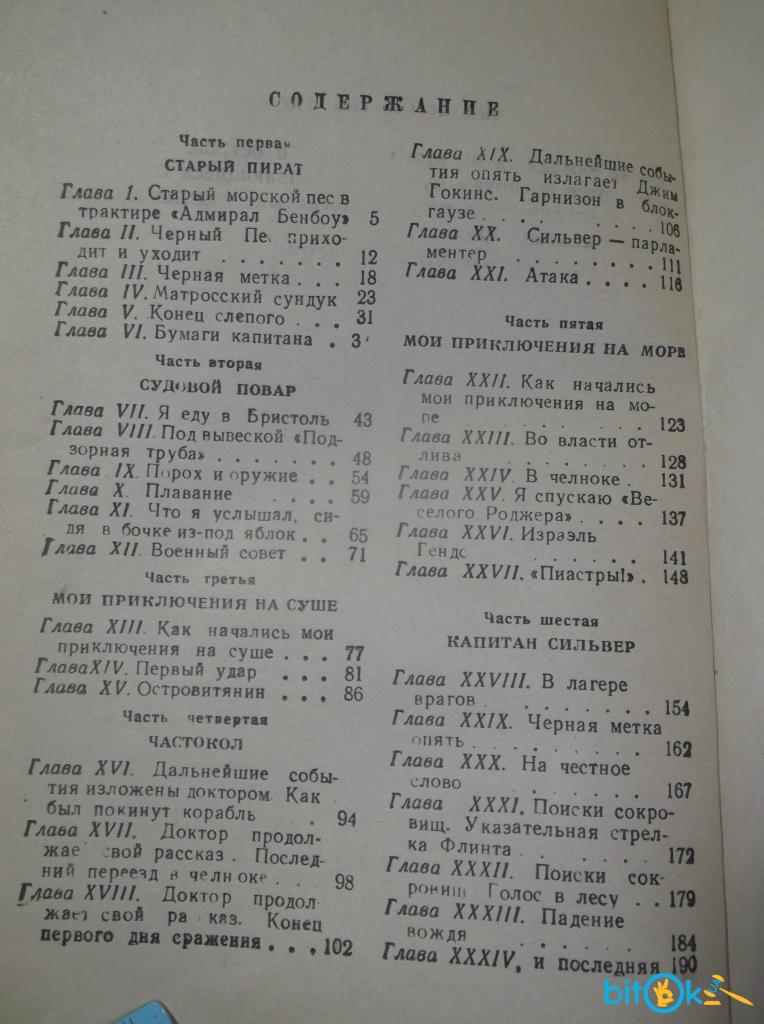 СОДЕРЖАНИЕ
Часть первая
СТАРЫЙ ПИРАТ
Глава I. Старый морской пес в
трактире «Адмирал Бенбоу» 5
Глава II. Черный Пес прихо-
дит и уходит . . . . . . . 12
Глава III. Черная метка . . . 18
Глава IV. Матросский сундук 23
Глава V. Конец слепого . . . 31
Глава VI. Бумаги капитана .
Часть вторая
СУДОВОЙ ПОВАР
Глава VII. Я еду в Бристоль 43
Глава VIII. Под вывеской «Под-
зорная труба» . . . . . . . 48
Глава IX. Порох и оружие . . 54
Глава X. Плавание . . . . 59
Глава XI. Что я услышал, си-
дя в бочке из-под яблок . . 65
Глава XII. Военный совет . . 71
Часть третья
МОИ ПРИКЛЮЧЕНИЯ НА СУШЕ
Глава XIII. Как начались мои
приключения на суше . . . 77
Глава XIV. Первый удар . . . 81
Глава XV. Островитянин . . . 86
Часть четвертая
ЧАСТОКОЛ
Глава XVI. Дальнейшие собы-
тия изложены доктором. Как
был покинут корабль . . 94
Глава XVII. Доктор продол-
жает свой рассказ. Послед-
ний переезд в челноке . . . 98
Глава XVIII. Доктор продол-
жает свой рассказ. Конец
первого дня сражения . . . 102
Глава XIX. Дальнейшие собы-
тия опять излагает Джим
Гокинс. Гарнизон в блок-
гаузе . . . . . . . 106
Глава XX. Сильвер — парла-
ментер . . . . . . . 111
Глава XXI. Атака . . . . 116
Часть пятая
МОИ ПРИКЛЮЧЕНИЯ НА МОРЕ
Глава XXII. Как начались
мои приключения на мо-
ре . . . . . . . 123
Глава XXIII. Во власти от-
лива . . . . . . . 128
Глава XXIV. В челноке . 131
Глава XXV. Я спускаю «Ве-
селого Роджера» . . . . 137
Глава XXVI. Израэль
Гендс . . . . . . 141
Глава XXVII. «Пиастры!» . 148
Часть шестая
КАПИТАН СИЛЬВЕР
Глава XXVIII. В лагере
врагов . . . . . . . 154
Глава XXIX. Черная метка
опять . . . . . . . 162
Глава XXX. На честное
слово . . . . . . . 167
Глава XXXI. Поиски сокро-
вищ. Указательная стрел-
ка Флинта . . . . . 172
Глава XXXII. Поиски сок-
ровищ. Голос в лесу . . 179
Глава XXXIII. Падение
вождя . . . . . . 184
Глава XXXIV, и последняя 190
bitok.ua